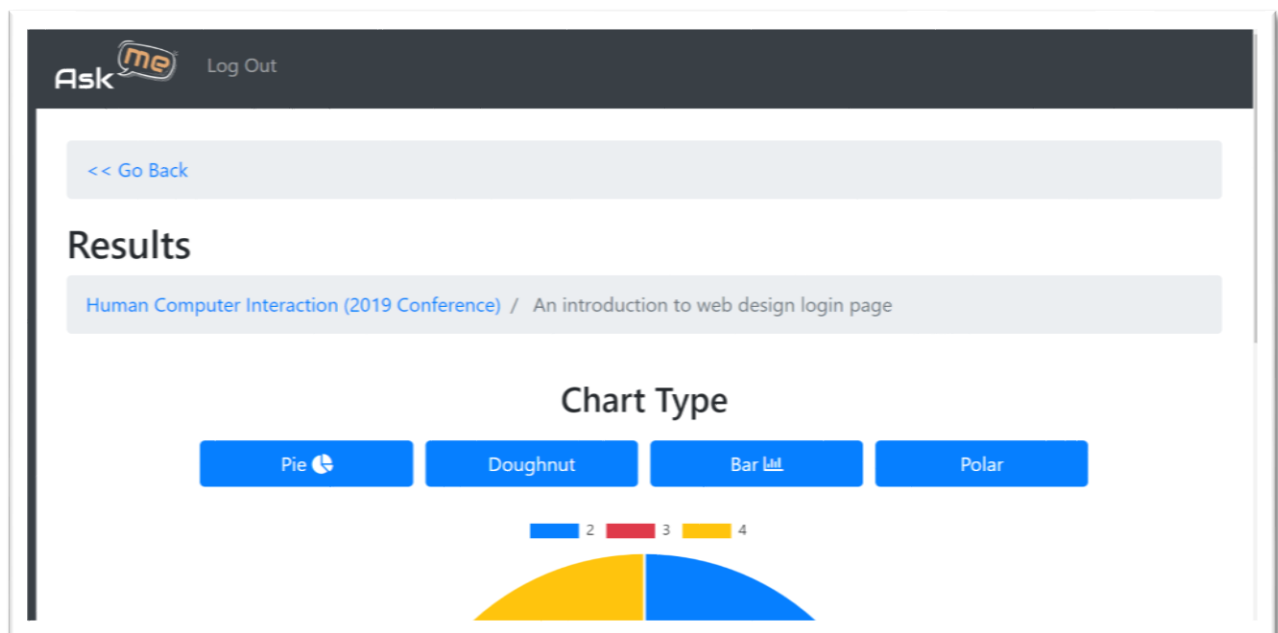 Ask me Log Out
<< Go Back
Results
Human Computer Interaction (2019 Conference) / An introduction to web design login page
Chart Type
Pie Doughnut Bar Polar
2 3 4